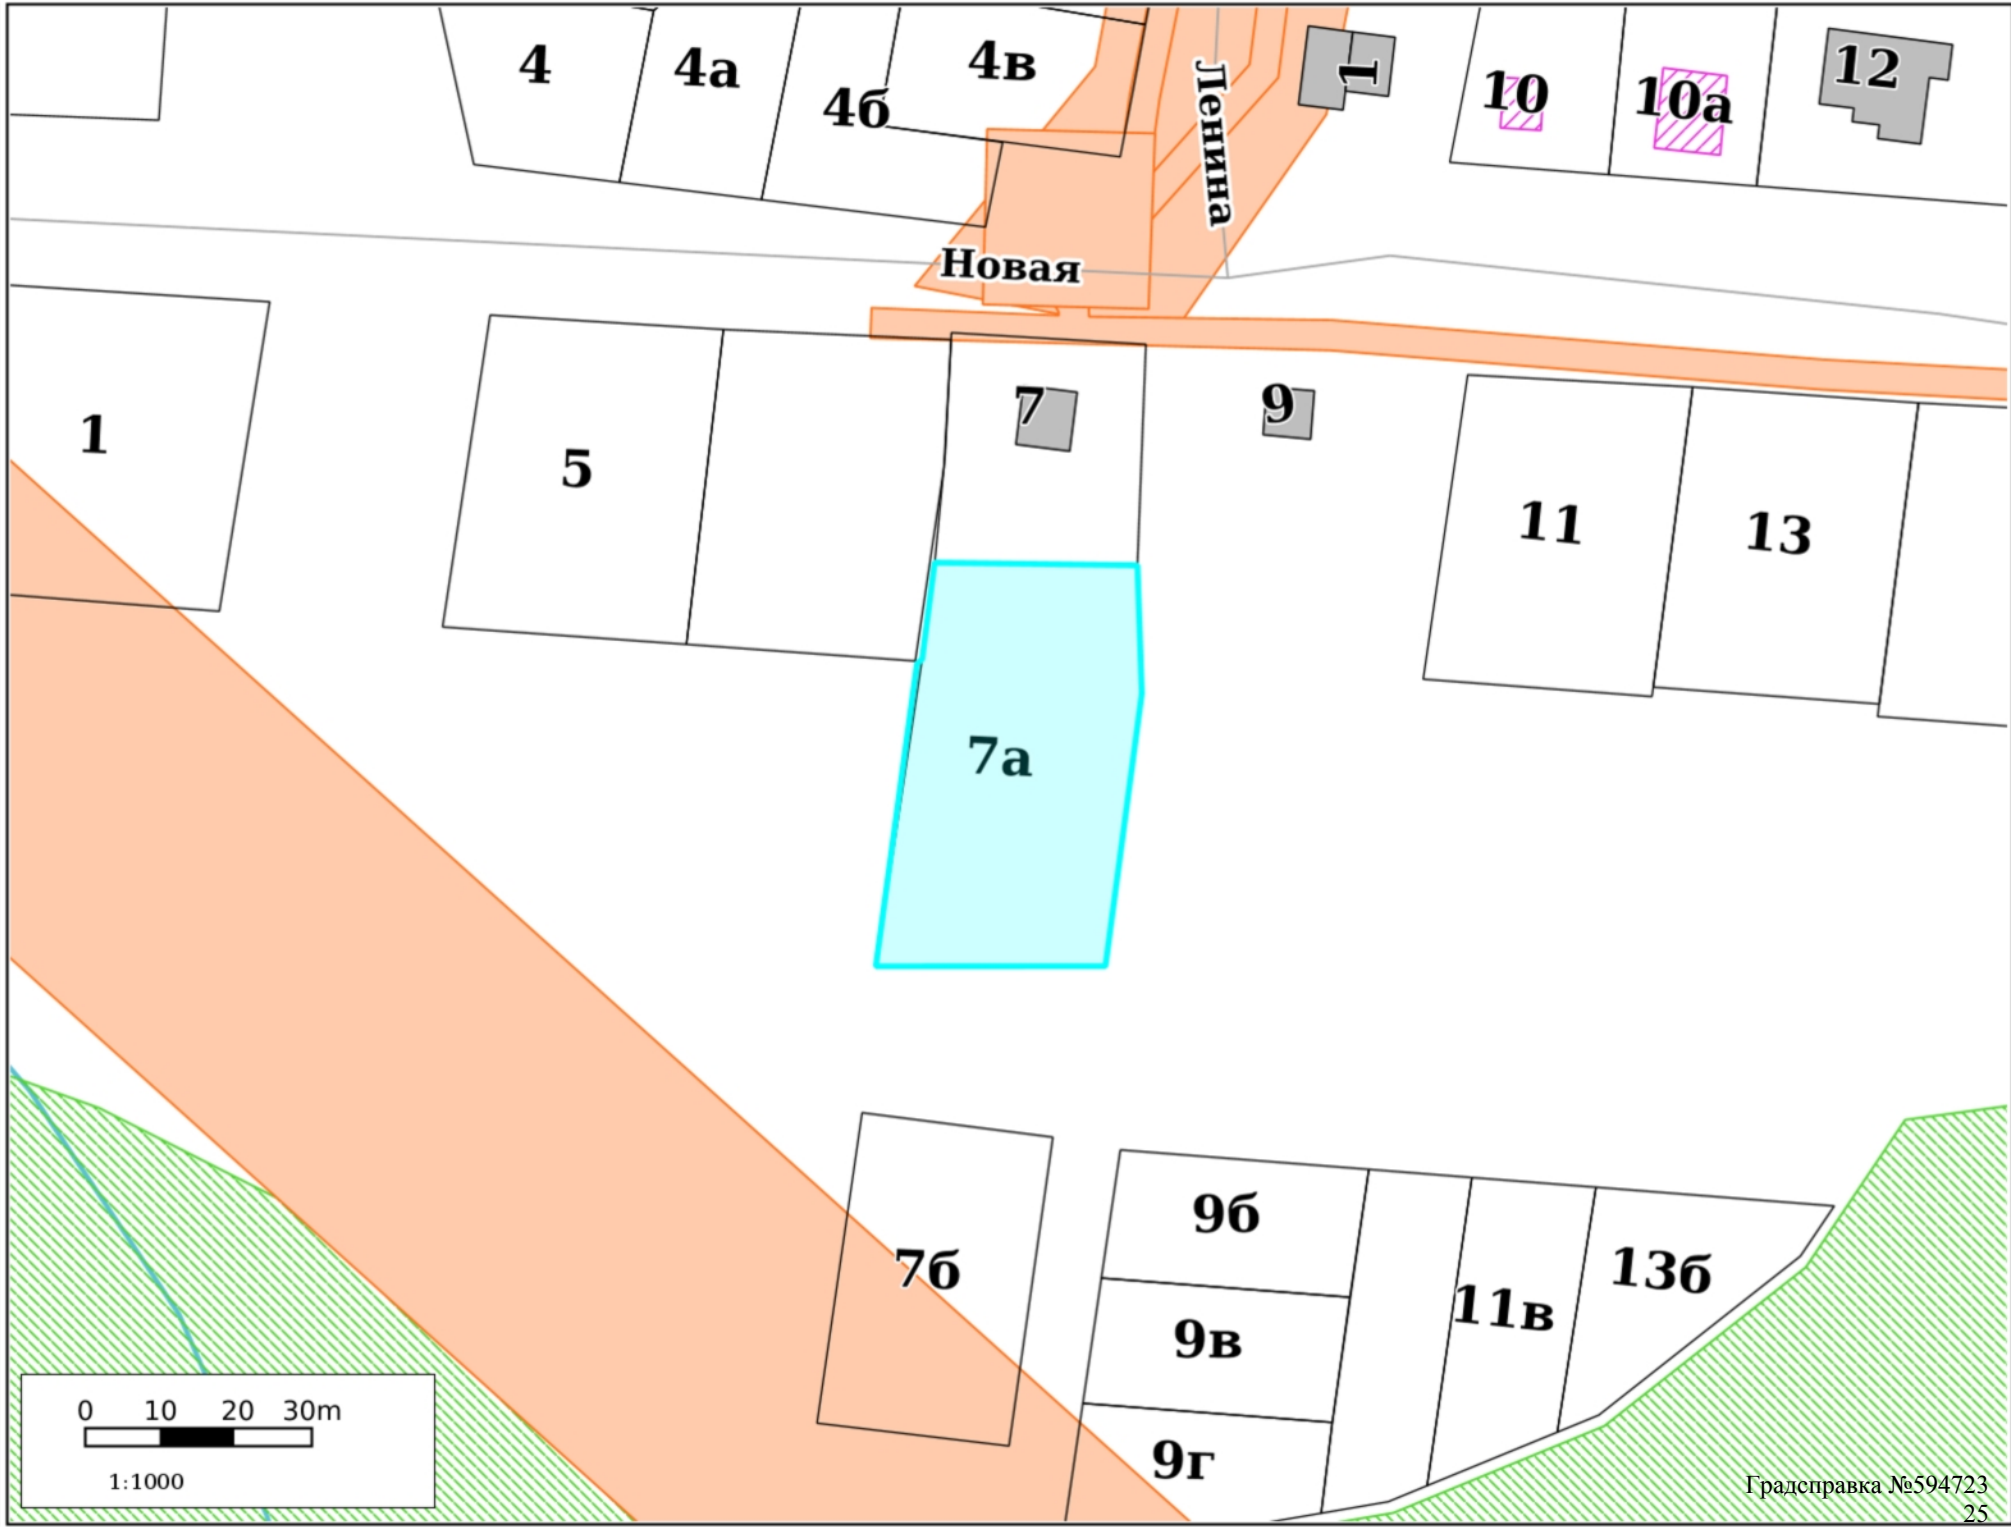 4
4а
4б
4в
Ленина
1
10
10а
12
Новая
1
5
7
9
11
13
7а
7б
9б
9в
9г
11в
13б
0 10 20 30m
1:1000
Градсправка №594723
25